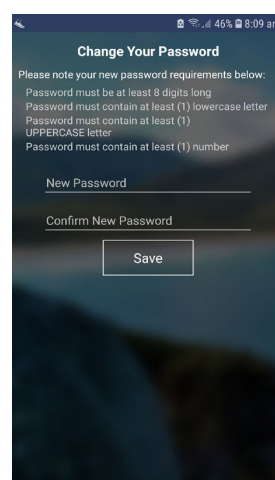 46% 8:09 am
Change Your Password
Please note your new password requirements below:
Password must be at least 8 digits long
Password must contain at least (1) lowercase letter
Password must contain at least (1)
UPPERCASE letter
Password must contain at least (1) number
New Password
Confirm New Password
Save